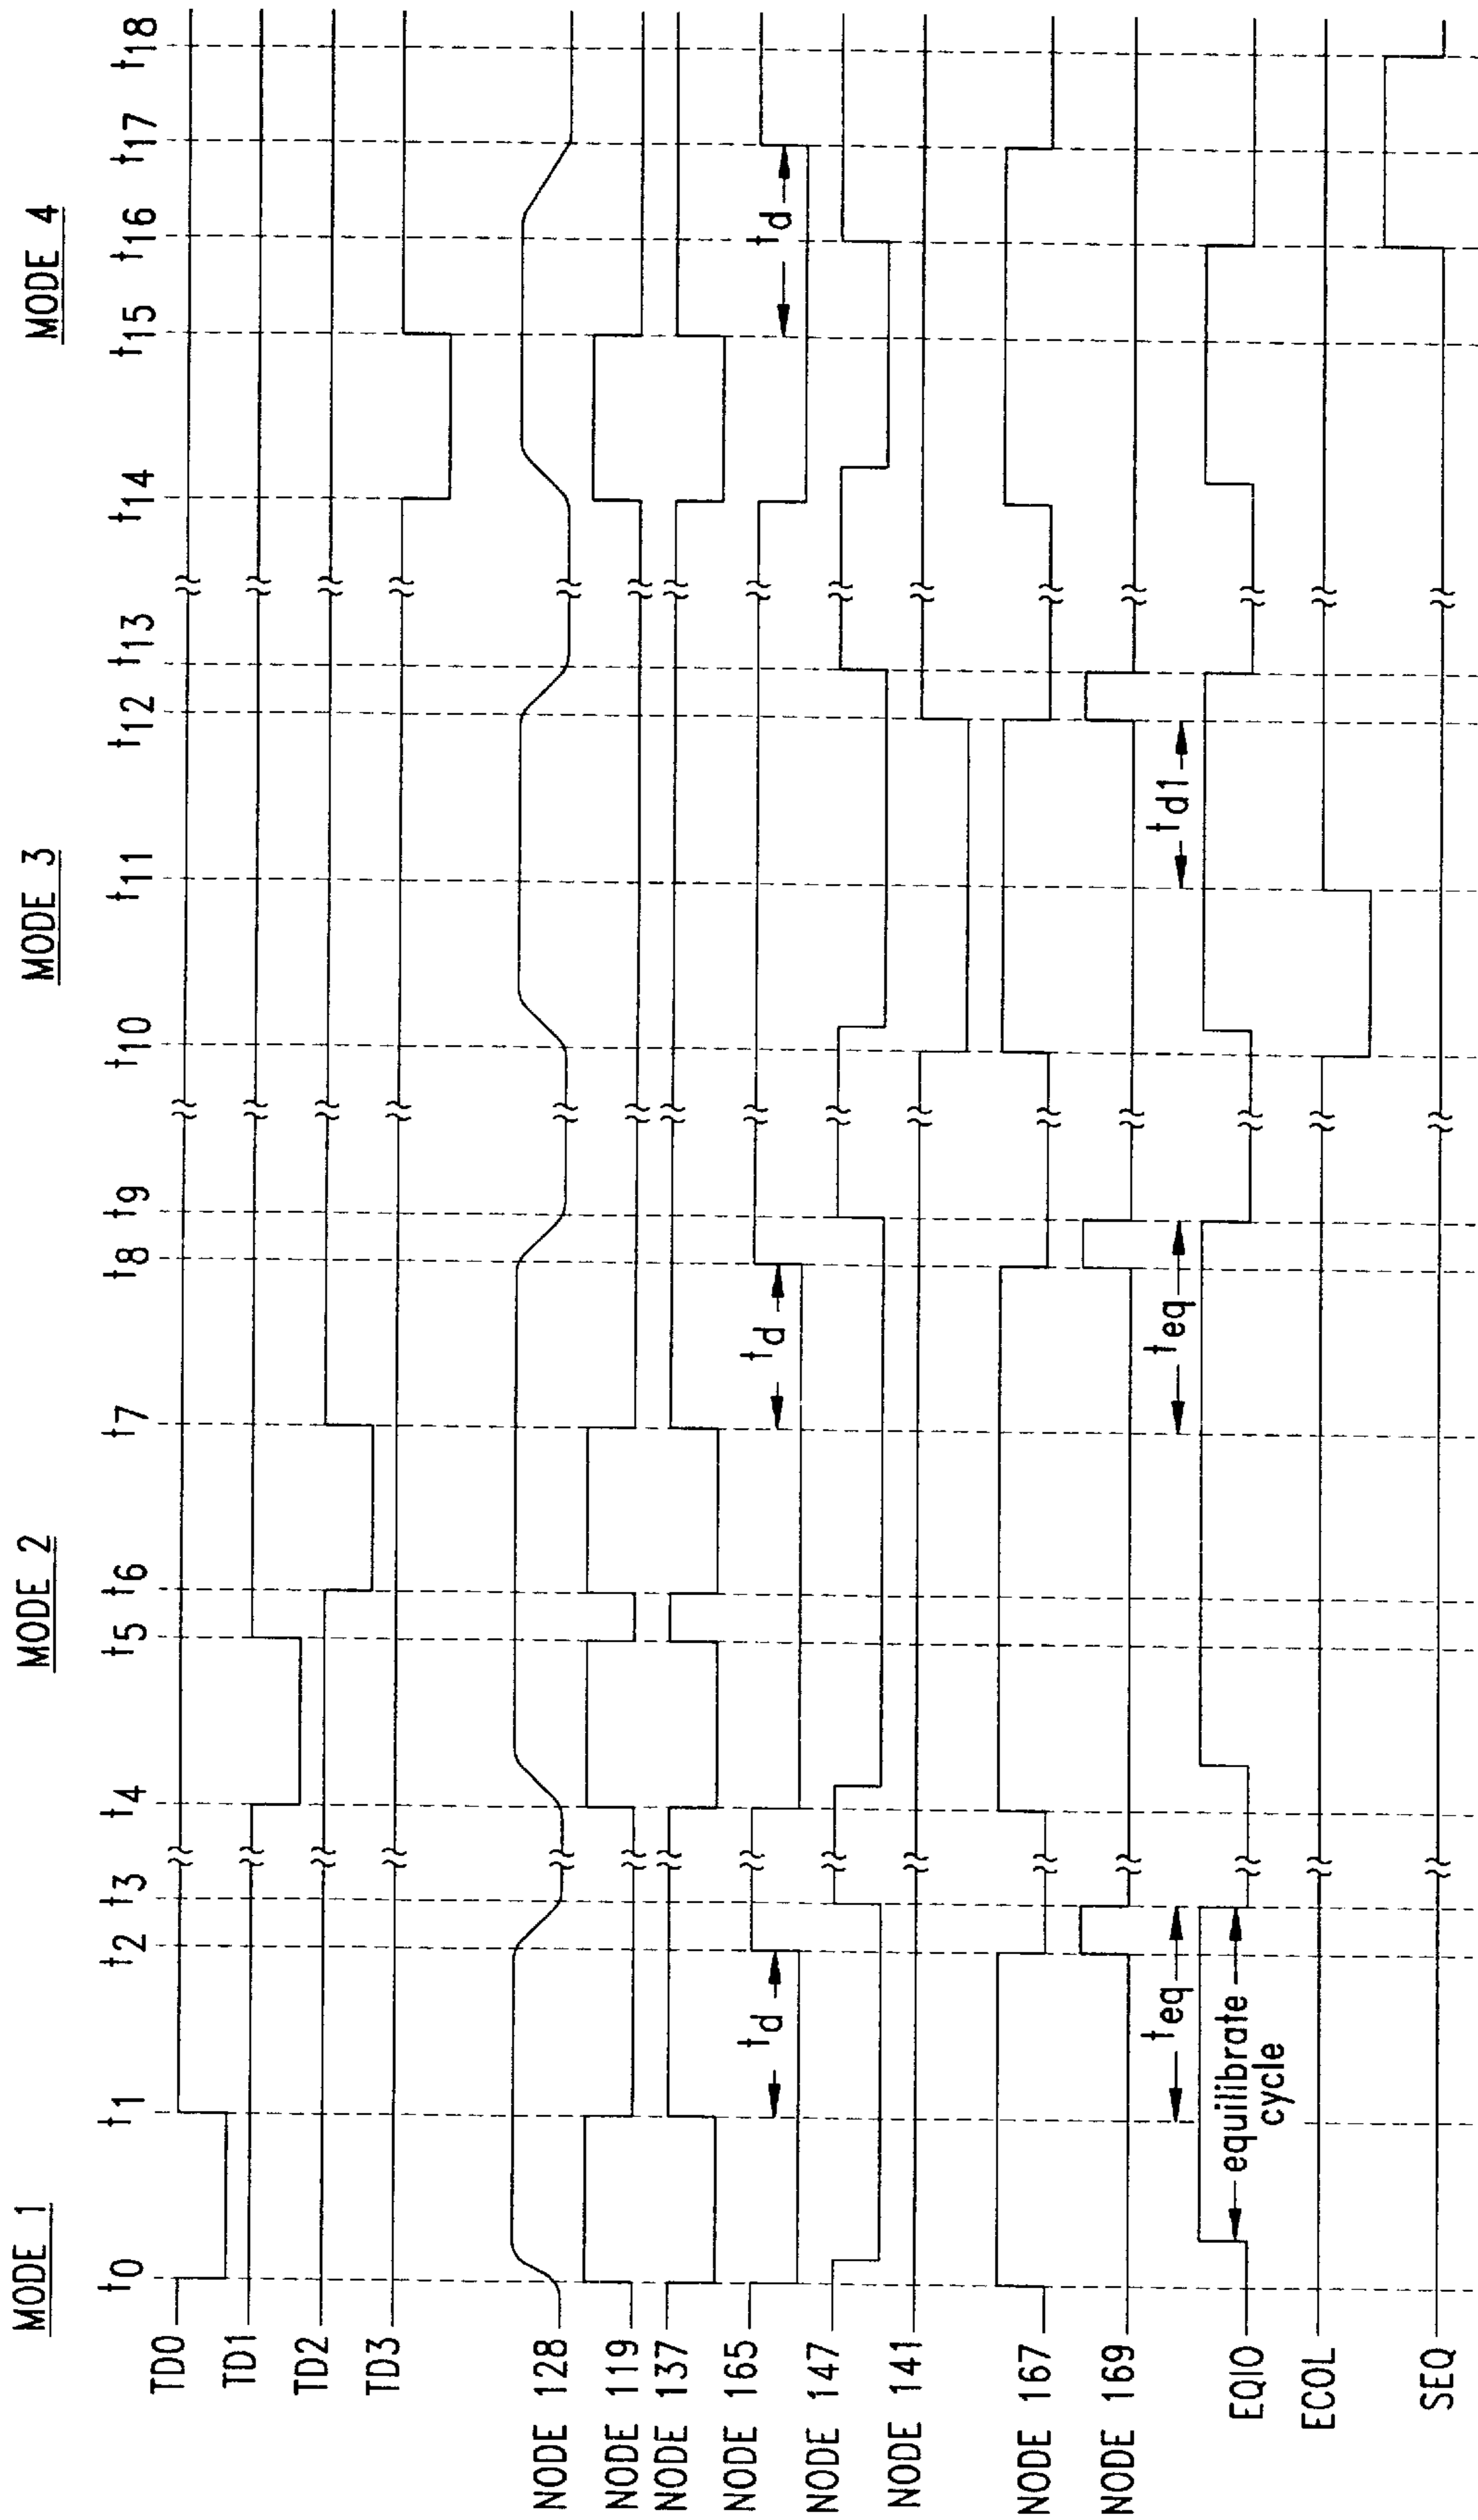 MODE 1
MODE 2
MODE 3
MODE 4
t0
t1
t2
t3
t4
t5
t6
t7
t8
t9
t10
t11
t12
t13
t14
t15
t16
t17
t18
TD0
TD1
TD2
TD3
NODE 128
NODE 119
NODE 137
NODE 165
td
td
td
NODE 147
NODE 141
NODE 167
NODE 169
teq
teq
td1
EQIO
equilibrate
cycle
ECOL
SEQ